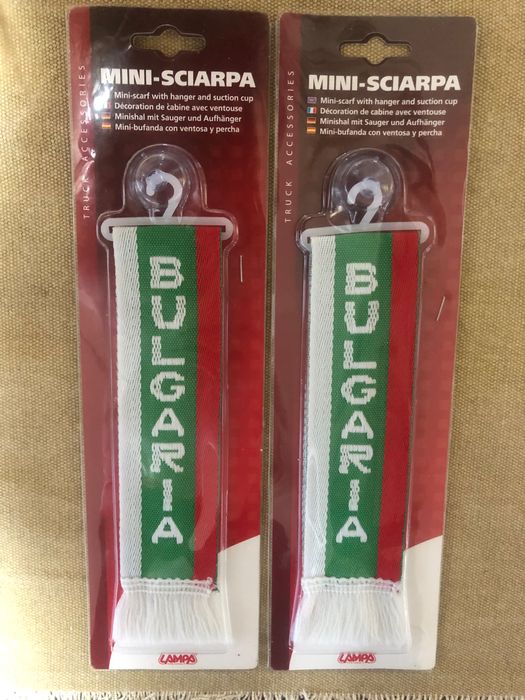 MINI-SCIARPA
Mini-scarf with hanger and suction cup
Décoration de cabine avec ventouse
Minishal mit Sauger und Aufhänger
Mini-bufanda con ventosa y percha
TRUCK ACCESSORIES
BULGARIA
LAMPA
MINI-SCIARPA
Mini-scarf with hanger and suction cup
Décoration de cabine avec ventouse
Minishal mit Sauger und Aufhänger
Mini-bufanda con ventosa y percha
TRUCK ACCESSORIES
BULGARIA
LAMPA